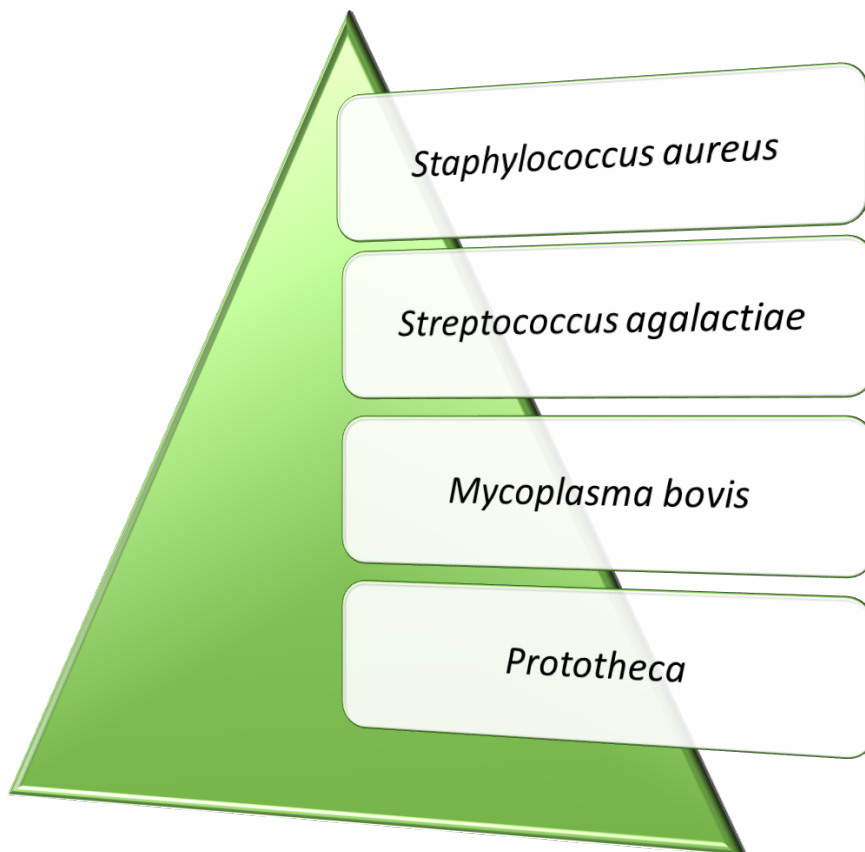 Staphylococcus aureus
Streptococcus agalactiae
Mycoplasma bovis
Prototheca